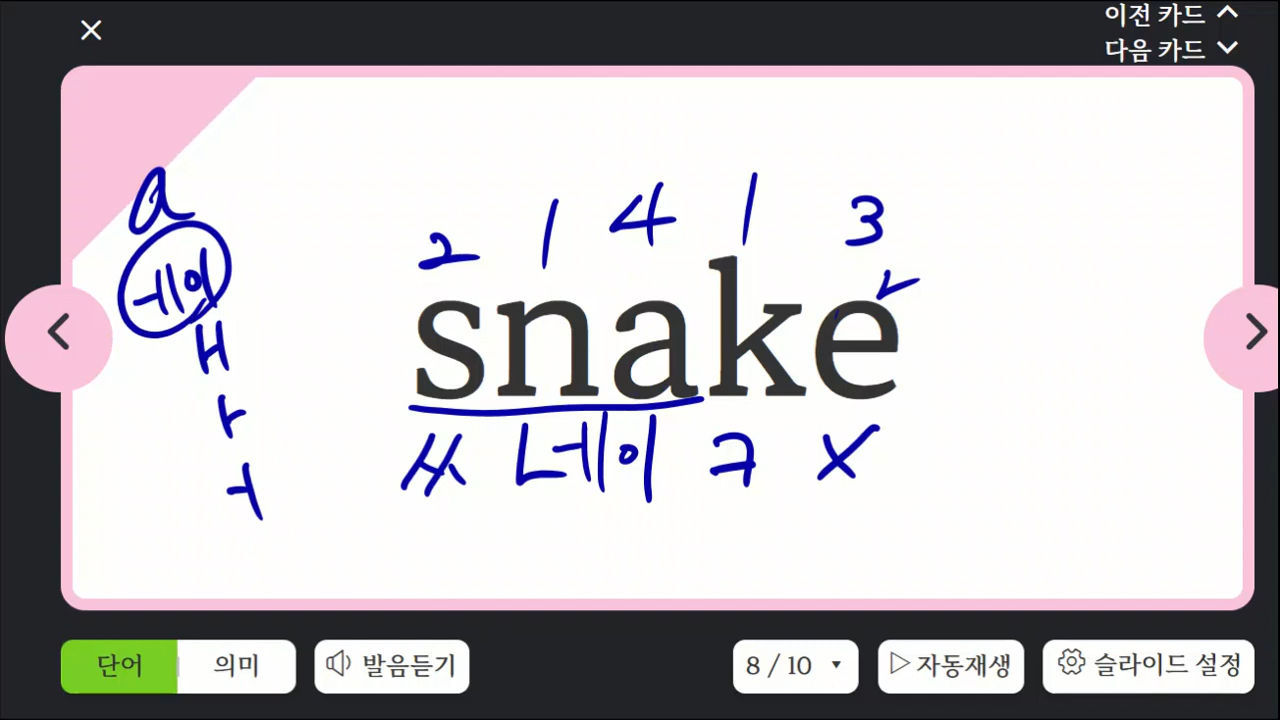 이전 카드
다음 카드
a
ㅔ이
ㅐ
ㅏ
ㅓ
2 1 4 1 3
snake
ㅆ 네이 ㅋ X
단어 의미 발음듣기 8 / 10 자동재생 슬라이드 설정